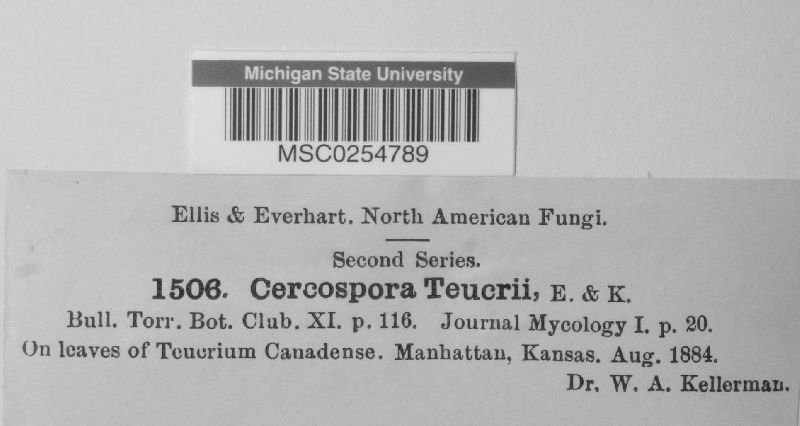 Michigan State University
MSC0254789
Ellis & Everhart. North American Fungi.
Second Series.
1506. Cercospora Teucrii, E. & K.
Bull. Torr. Bot. Club. XI. p. 116. Journal Mycology I. p. 20.
On leaves of Teucrium Canadense. Manhattan, Kansas. Aug. 1884.
Dr. W. A. Kellerman.